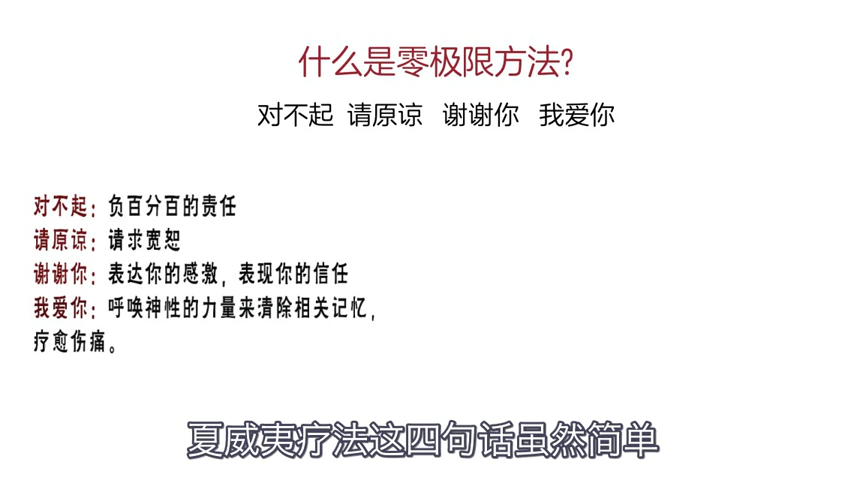 什么是零极限方法?
对不起 请原谅 谢谢你 我爱你
对不起：负百分百的责任
请原谅：请求宽恕
谢谢你：表达你的感激，表现你的信任
我爱你：呼唤神性的力量来清除相关记忆，
疗愈伤痛。
夏威夷疗法这四句话虽然简单